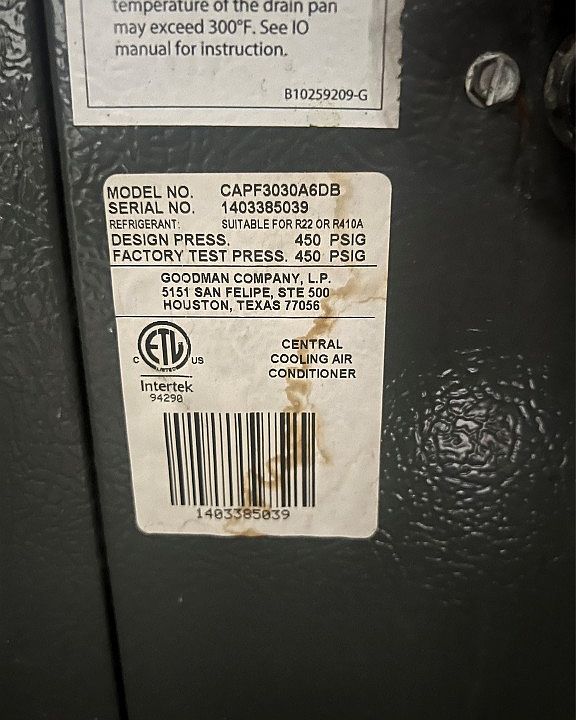 temperature of the drain pan
may exceed 300°F. See IO
manual for instruction.
B10259209-G
MODEL NO. CAPF3030A6DB
SERIAL NO. 1403385039
REFRIGERANT: SUITABLE FOR R22 OR R410A
DESIGN PRESS. 450 PSIG
FACTORY TEST PRESS. 450 PSIG
GOODMAN COMPANY, L.P.
5151 SAN FELIPE, STE 500
HOUSTON, TEXAS 77056
C ETL US
LISTED
Intertek
94290
CENTRAL
COOLING AIR
CONDITIONER
1403385039